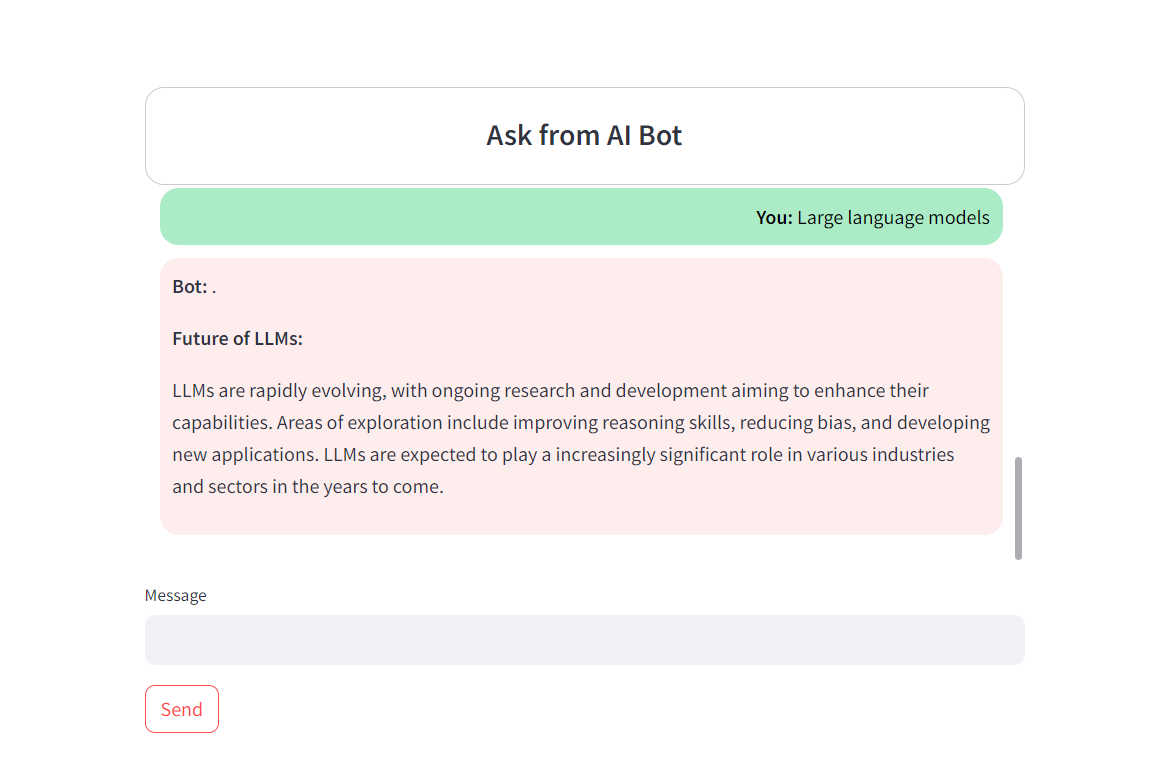 Ask from AI Bot
You: Large language models
Bot: .
Future of LLMs:
LLMs are rapidly evolving, with ongoing research and development aiming to enhance their
capabilities. Areas of exploration include improving reasoning skills, reducing bias, and developing
new applications. LLMs are expected to play a increasingly significant role in various industries
and sectors in the years to come.
Message
Send